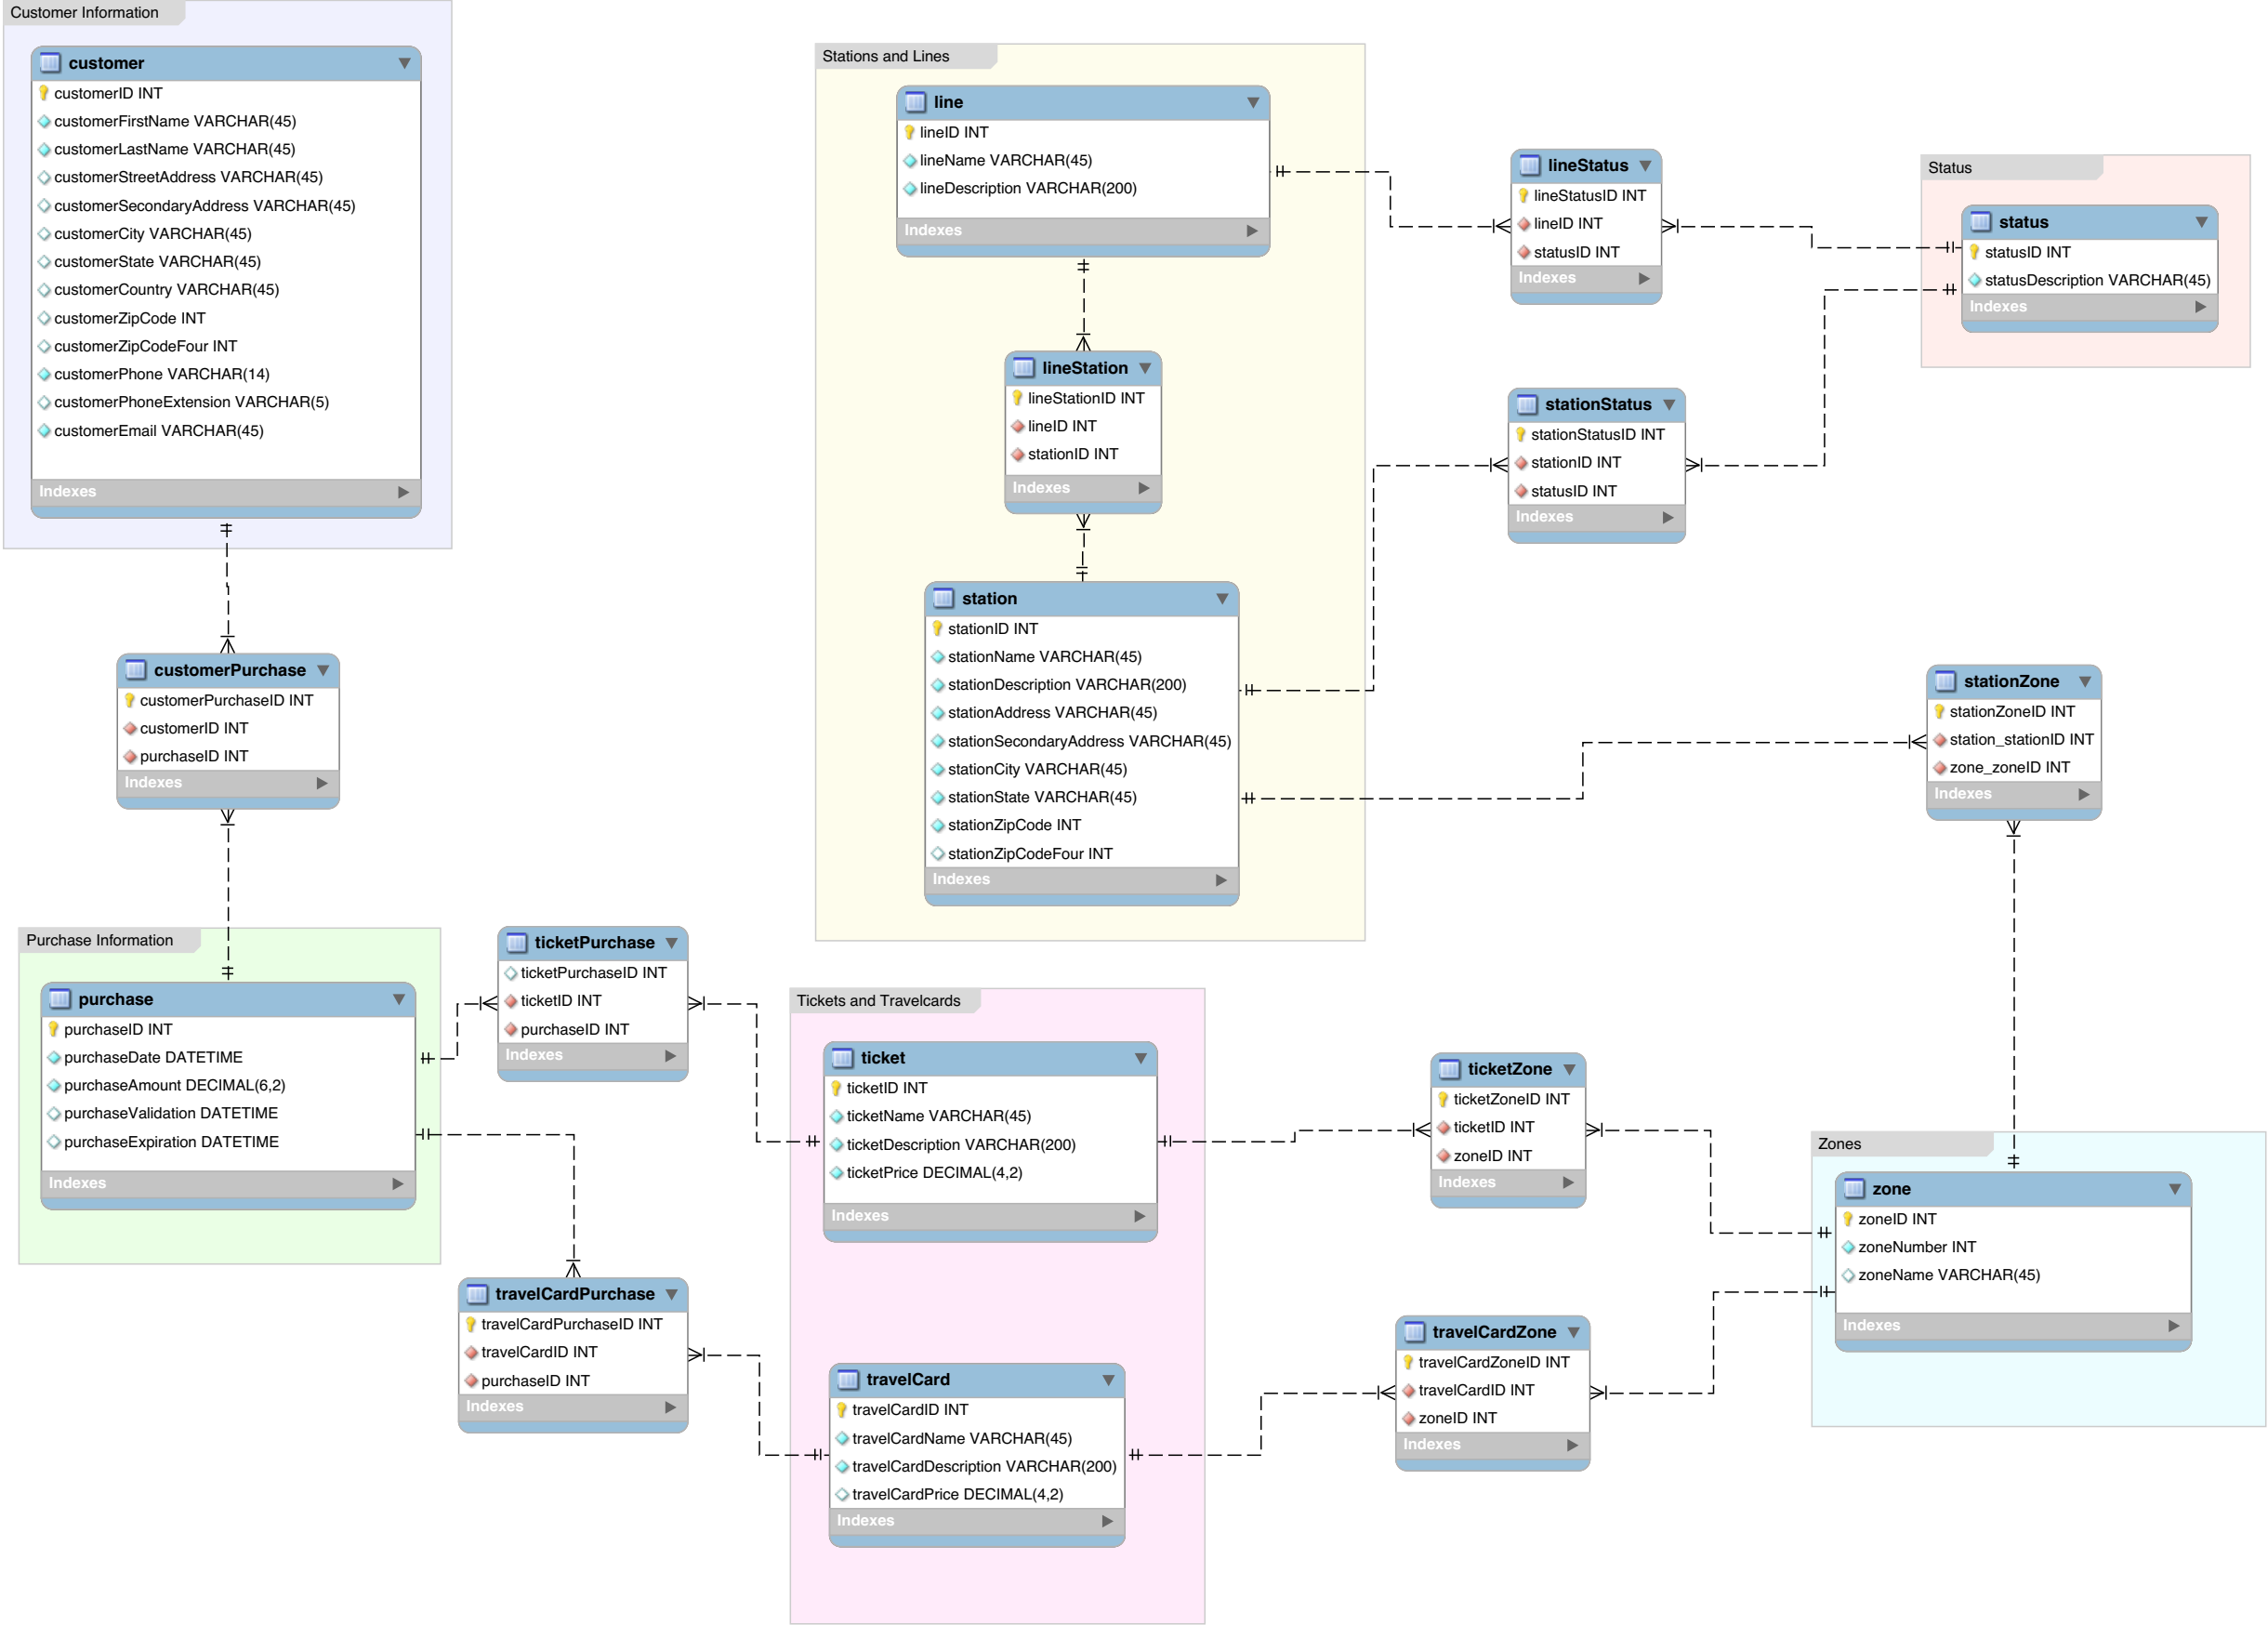 Customer Information
customer
customerID INT
customerFirstName VARCHAR(45)
customerLastName VARCHAR(45)
customerStreetAddress VARCHAR(45)
customerSecondaryAddress VARCHAR(45)
customerCity VARCHAR(45)
customerState VARCHAR(45)
customerCountry VARCHAR(45)
customerZipCode INT
customerZipCodeFour INT
customerPhone VARCHAR(14)
customerPhoneExtension VARCHAR(5)
customerEmail VARCHAR(45)
Indexes
customerPurchase
customerPurchaseID INT
customerID INT
purchaseID INT
Indexes
Purchase Information
purchase
purchaseID INT
purchaseDate DATETIME
purchaseAmount DECIMAL(6,2)
purchaseValidation DATETIME
purchaseExpiration DATETIME
Indexes
ticketPurchase
ticketPurchaseID INT
ticketID INT
purchaseID INT
Indexes
travelCardPurchase
travelCardPurchaseID INT
travelCardID INT
purchaseID INT
Indexes
Stations and Lines
line
lineID INT
lineName VARCHAR(45)
lineDescription VARCHAR(200)
Indexes
lineStation
lineStationID INT
lineID INT
stationID INT
Indexes
station
stationID INT
stationName VARCHAR(45)
stationDescription VARCHAR(200)
stationAddress VARCHAR(45)
stationSecondaryAddress VARCHAR(45)
stationCity VARCHAR(45)
stationState VARCHAR(45)
stationZipCode INT
stationZipCodeFour INT
Indexes
Tickets and Travelcards
ticket
ticketID INT
ticketName VARCHAR(45)
ticketDescription VARCHAR(200)
ticketPrice DECIMAL(4,2)
Indexes
travelCard
travelCardID INT
travelCardName VARCHAR(45)
travelCardDescription VARCHAR(200)
travelCardPrice DECIMAL(4,2)
Indexes
lineStatus
lineStatusID INT
lineID INT
statusID INT
Indexes
stationStatus
stationStatusID INT
stationID INT
statusID INT
Indexes
Status
status
statusID INT
statusDescription VARCHAR(45)
Indexes
stationZone
stationZoneID INT
station_stationID INT
zone_zoneID INT
Indexes
ticketZone
ticketZoneID INT
ticketID INT
zoneID INT
Indexes
travelCardZone
travelCardZoneID INT
travelCardID INT
zoneID INT
Indexes
Zones
zone
zoneID INT
zoneNumber INT
zoneName VARCHAR(45)
Indexes